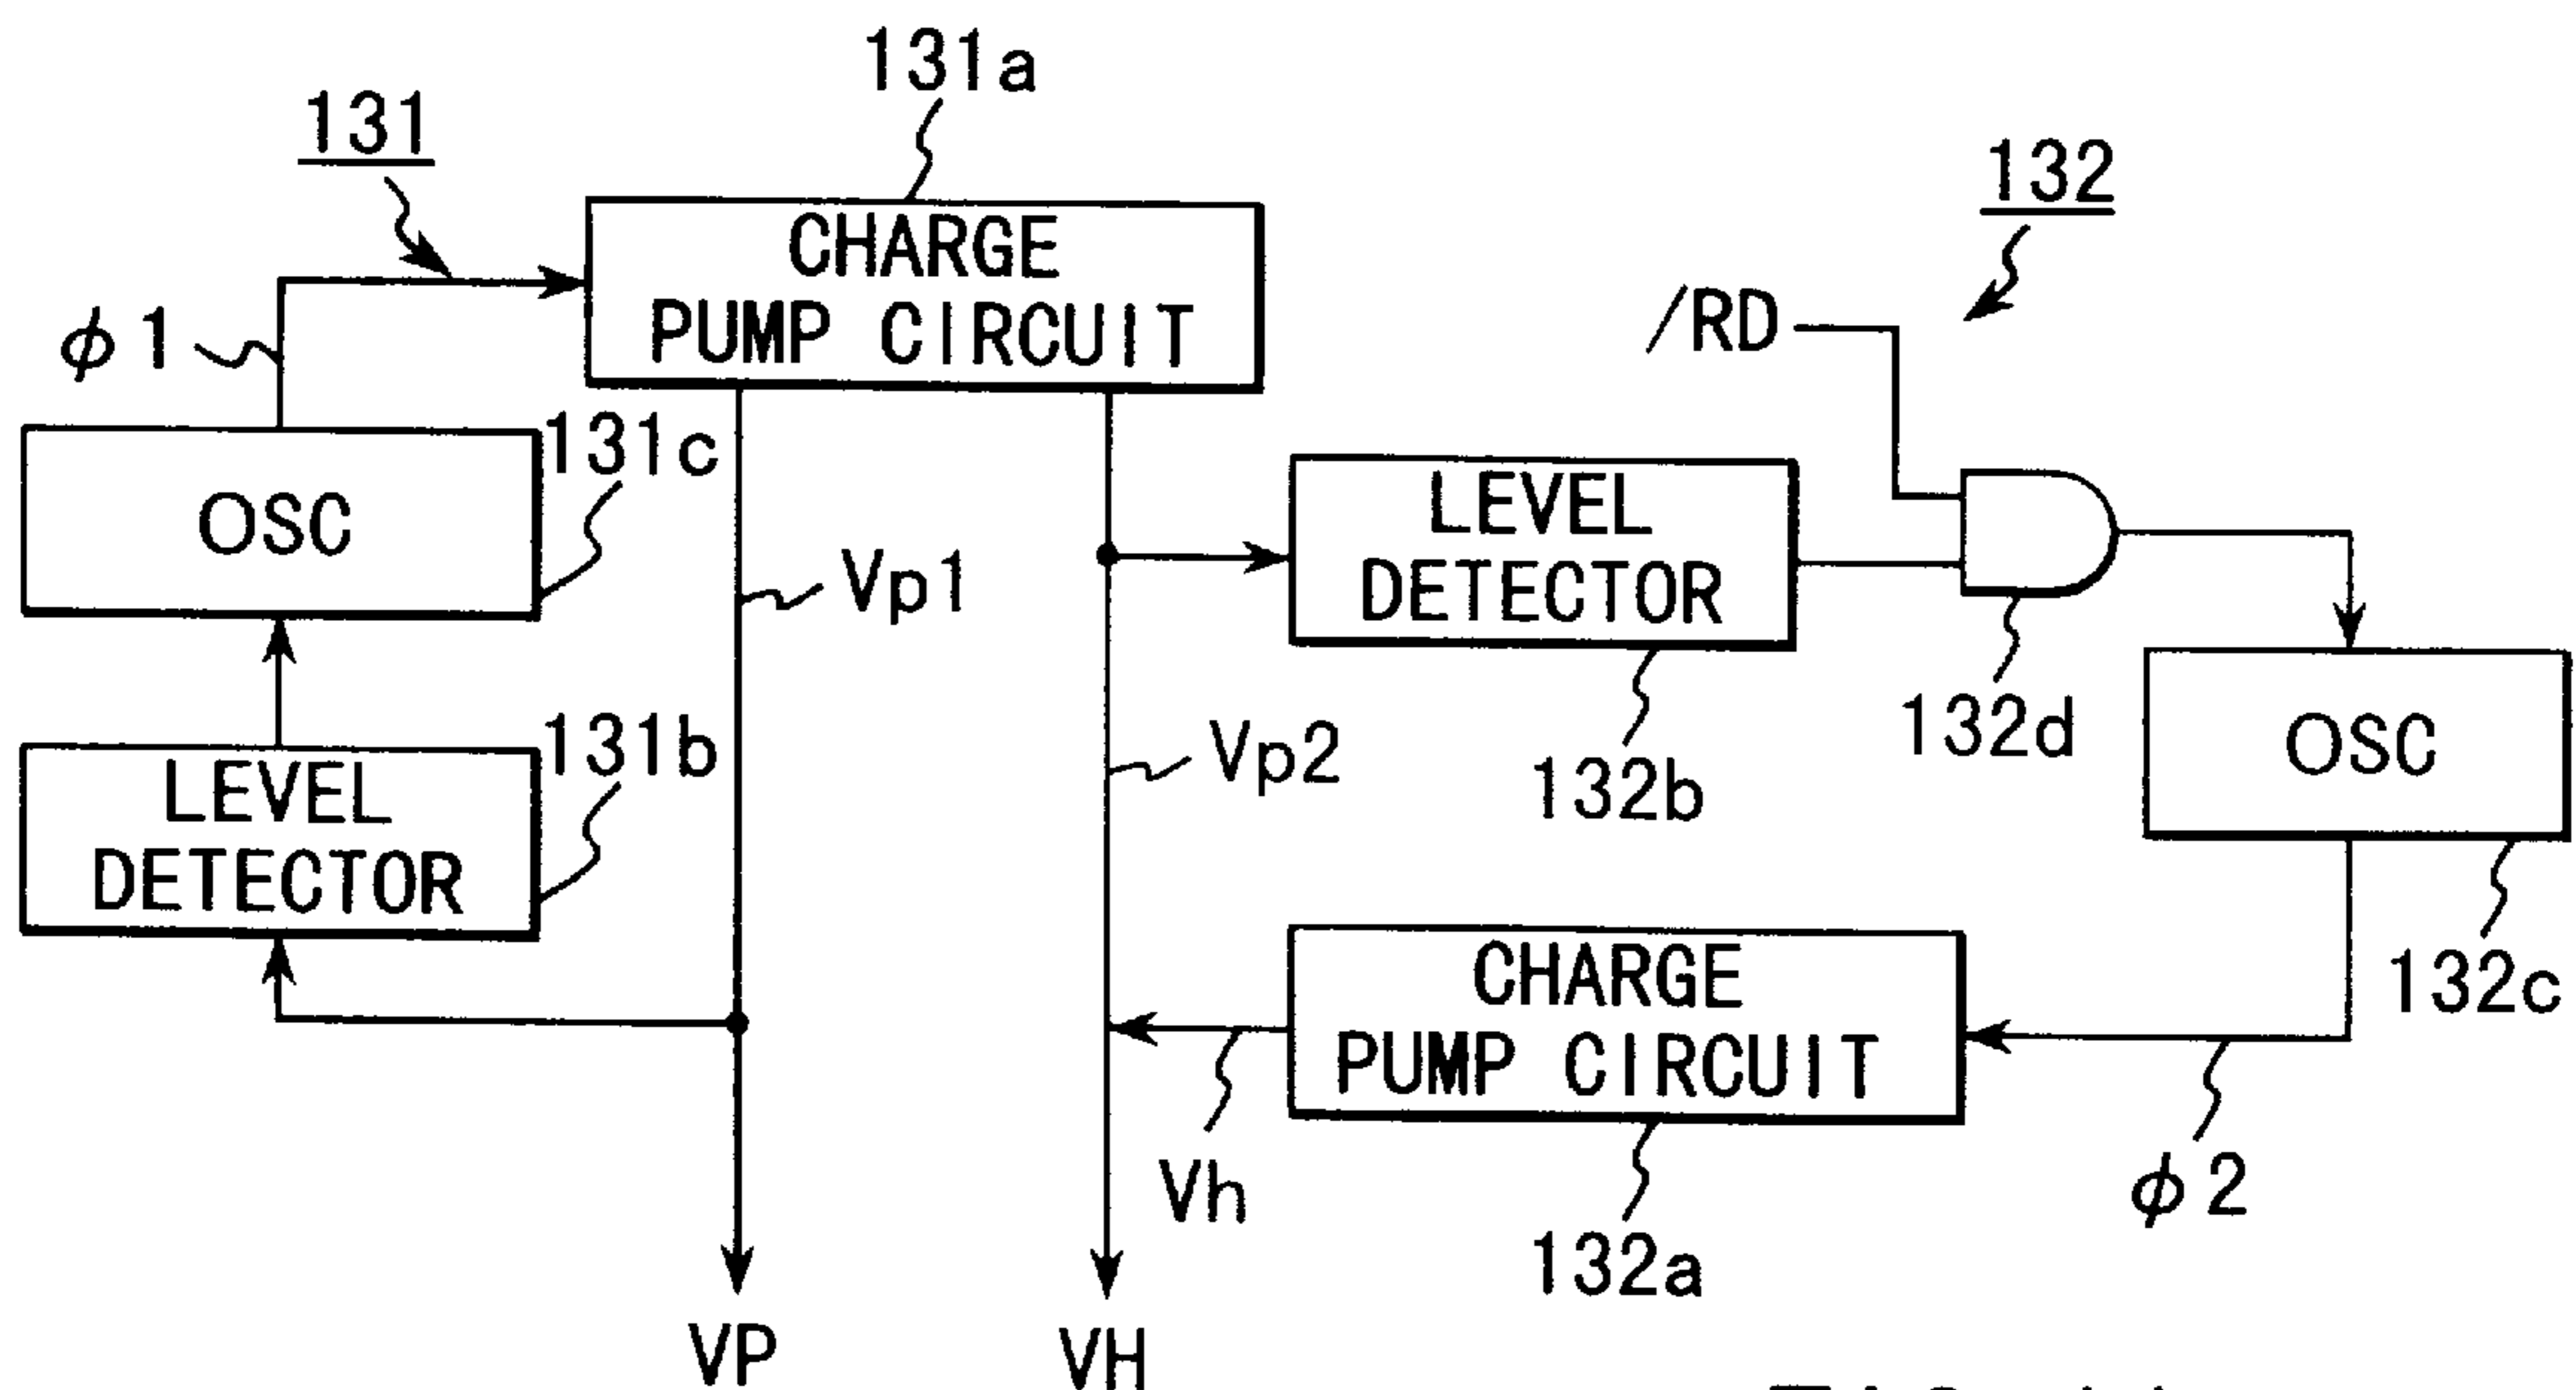 131a
131
132
CHARGE
PUMP CIRCUIT
/RD
φ1
131c
OSC
LEVEL
DETECTOR
Vp1
132d
OSC
131b
LEVEL
DETECTOR
Vp2
132b
132c
CHARGE
PUMP CIRCUIT
Vh
φ2
132a
VP
VH